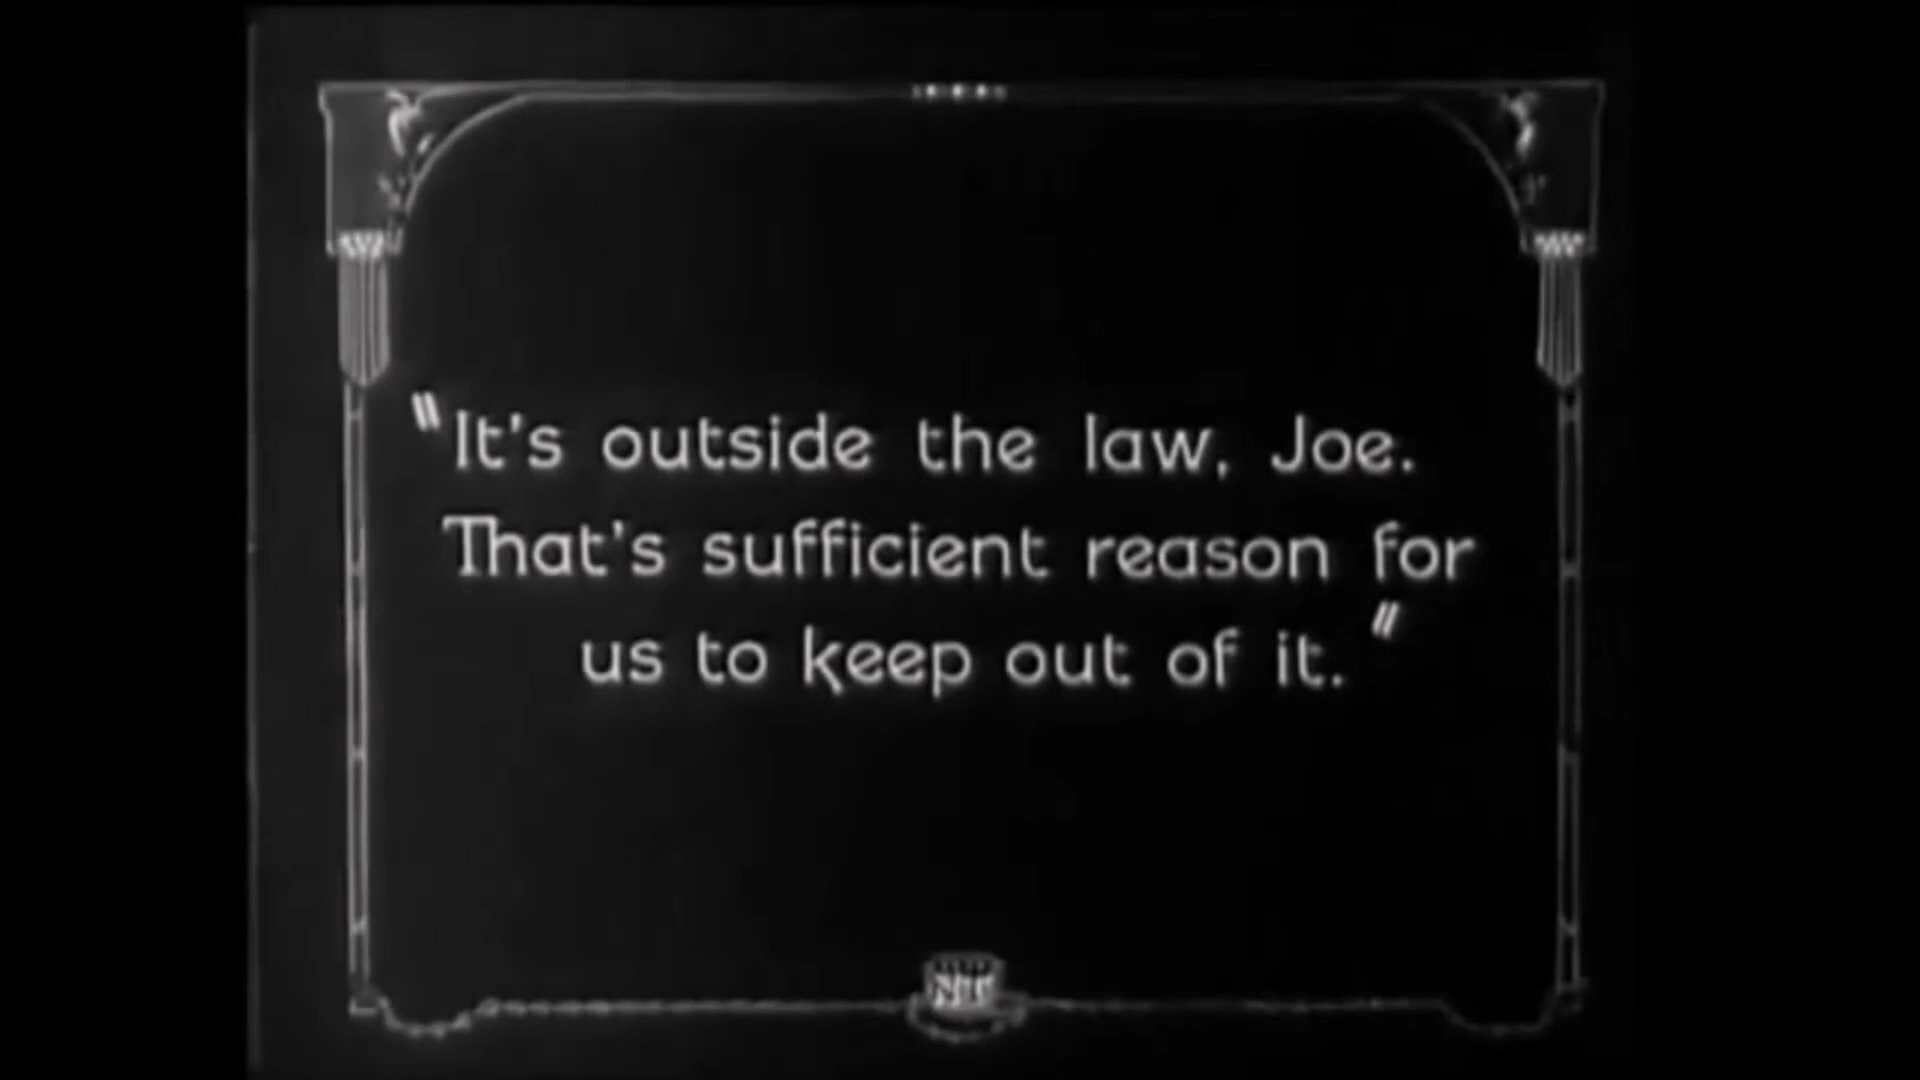 "It's outside the law, Joe.
That's sufficient reason for
us to keep out of it."